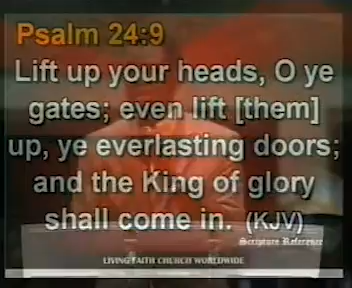 Psalm 24:9
Lift up your heads, O ye
gates; even lift [them]
up, ye everlasting doors;
and the King of glory
shall come in. (KJV)
Scripture Reference
LIVING FAITH CHURCH WORLDWIDE